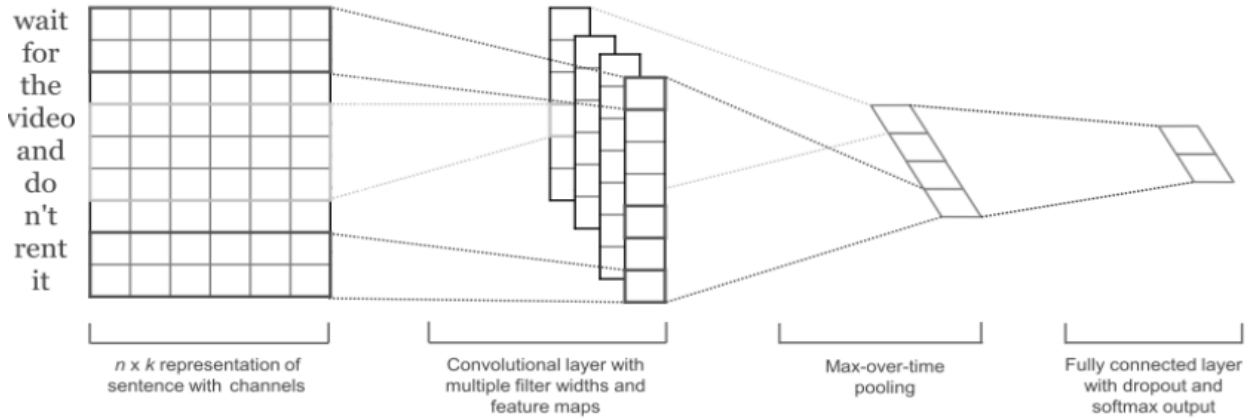 wait
for
the
video
and
do
n't
rent
it
n x k representation of
sentence with channels
Convolutional layer with
multiple filter widths and
feature maps
Max-over-time
pooling
Fully connected layer
with dropout and
softmax output